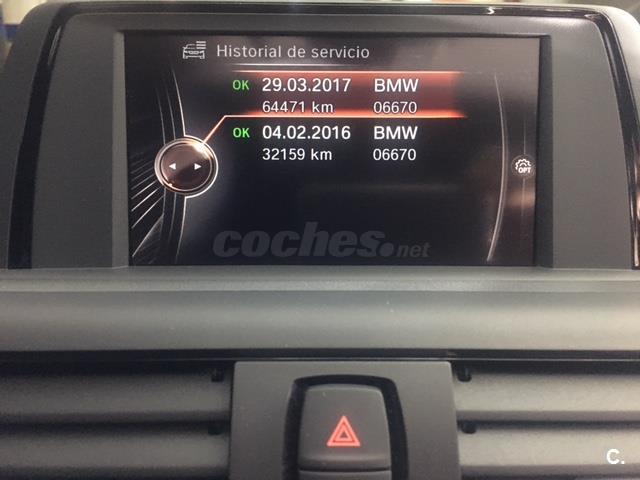 Historial de servicio
OK 29.03.2017 BMW
64471 km 06670
OK 04.02.2016 BMW
32159 km 06670
OPT
coches.net
C.